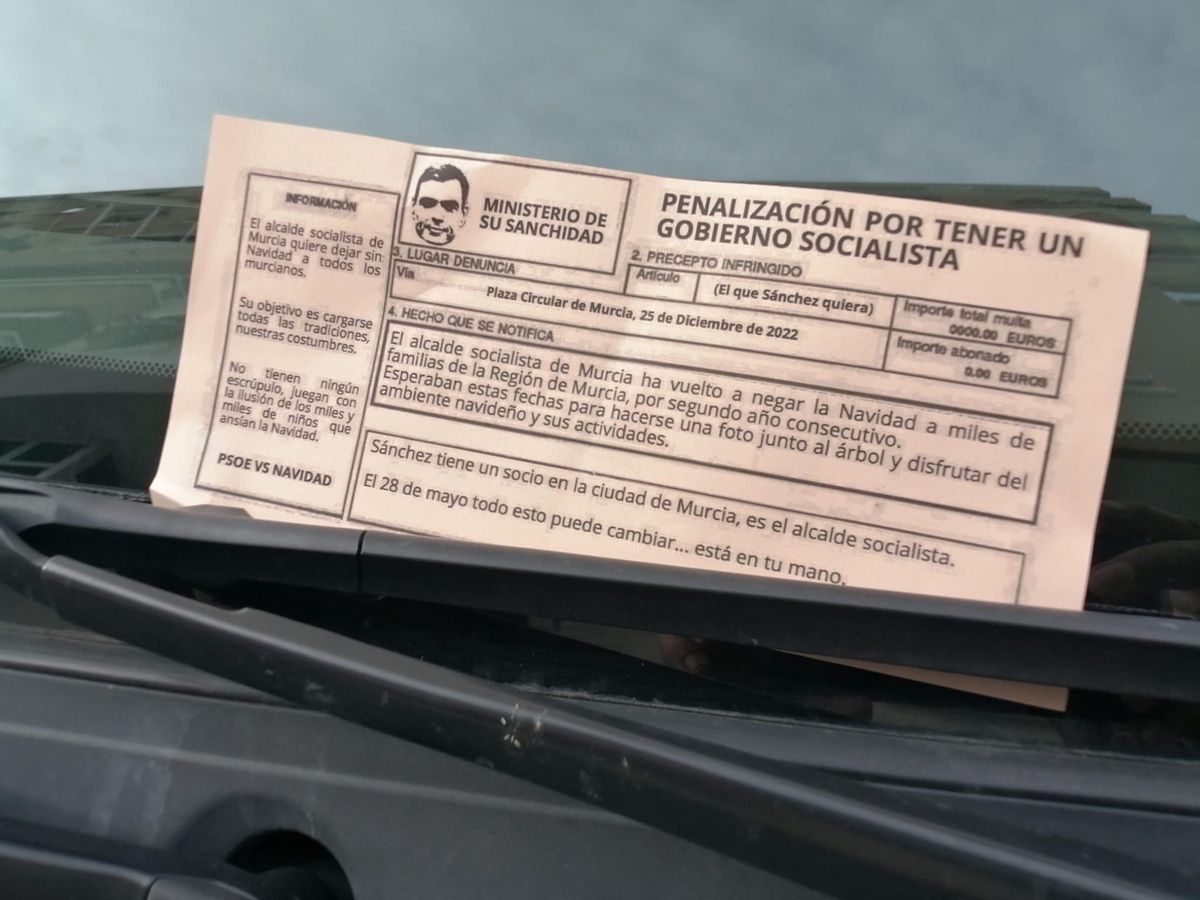 INFORMACIÓN
El alcalde socialista de
Murcia quiere dejar sin
Navidad a todos los
murcianos.
Su objetivo es cargarse
todas las tradiciones,
nuestras costumbres.
No tienen ningún
escrúpulo, juegan con
la ilusión de los miles y
miles de niños que
ansían la Navidad.
PSOE VS NAVIDAD
MINISTERIO DE
SU SANCHIDAD
PENALIZACIÓN POR TENER UN
GOBIERNO SOCIALISTA
3. LUGAR DENUNCIA
Vía
Plaza Circular de Murcia, 25 de Diciembre de 2022
2. PRECEPTO INFRINGIDO
Artículo
(El que Sánchez quiera)
Importe total multa
0000.00 EUROS
Importe abonado
0.00 EUROS
4. HECHO QUE SE NOTIFICA
El alcalde socialista de Murcia ha vuelto a negar la Navidad a miles de
familias de la Región de Murcia, por segundo año consecutivo.
Esperaban estas fechas para hacerse una foto junto al árbol y disfrutar del
ambiente navideño y sus actividades.
Sánchez tiene un socio en la ciudad de Murcia, es el alcalde socialista.
El 28 de mayo todo esto puede cambiar... está en tu mano.